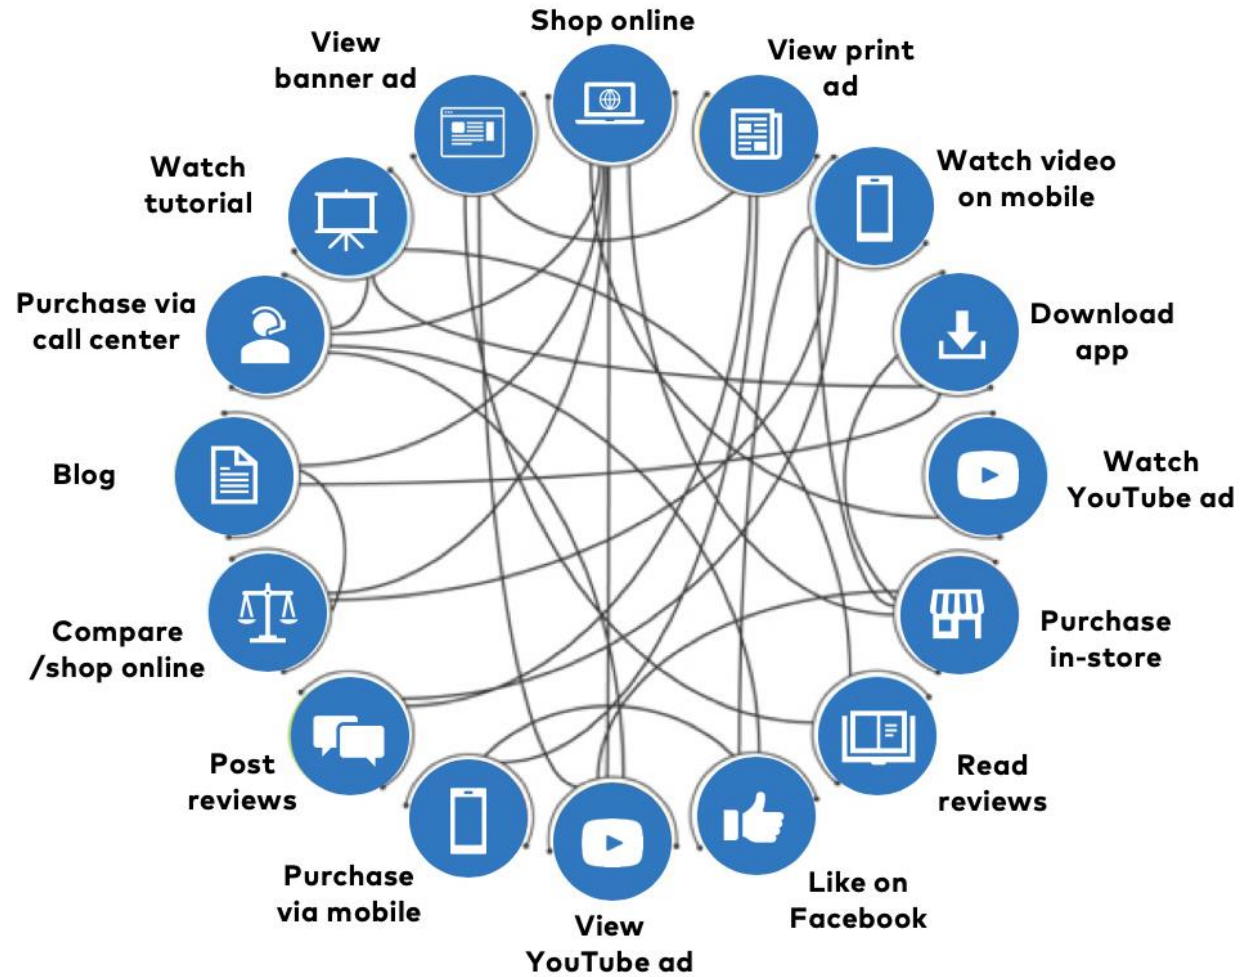 Shop online
View print
ad
Watch video
on mobile
Download
app
Watch
YouTube ad
Purchase
in-store
Read
reviews
Like on
Facebook
View
YouTube ad
Purchase
via mobile
Post
reviews
Compare
/shop online
Blog
Purchase via
call center
Watch
tutorial
View
banner ad